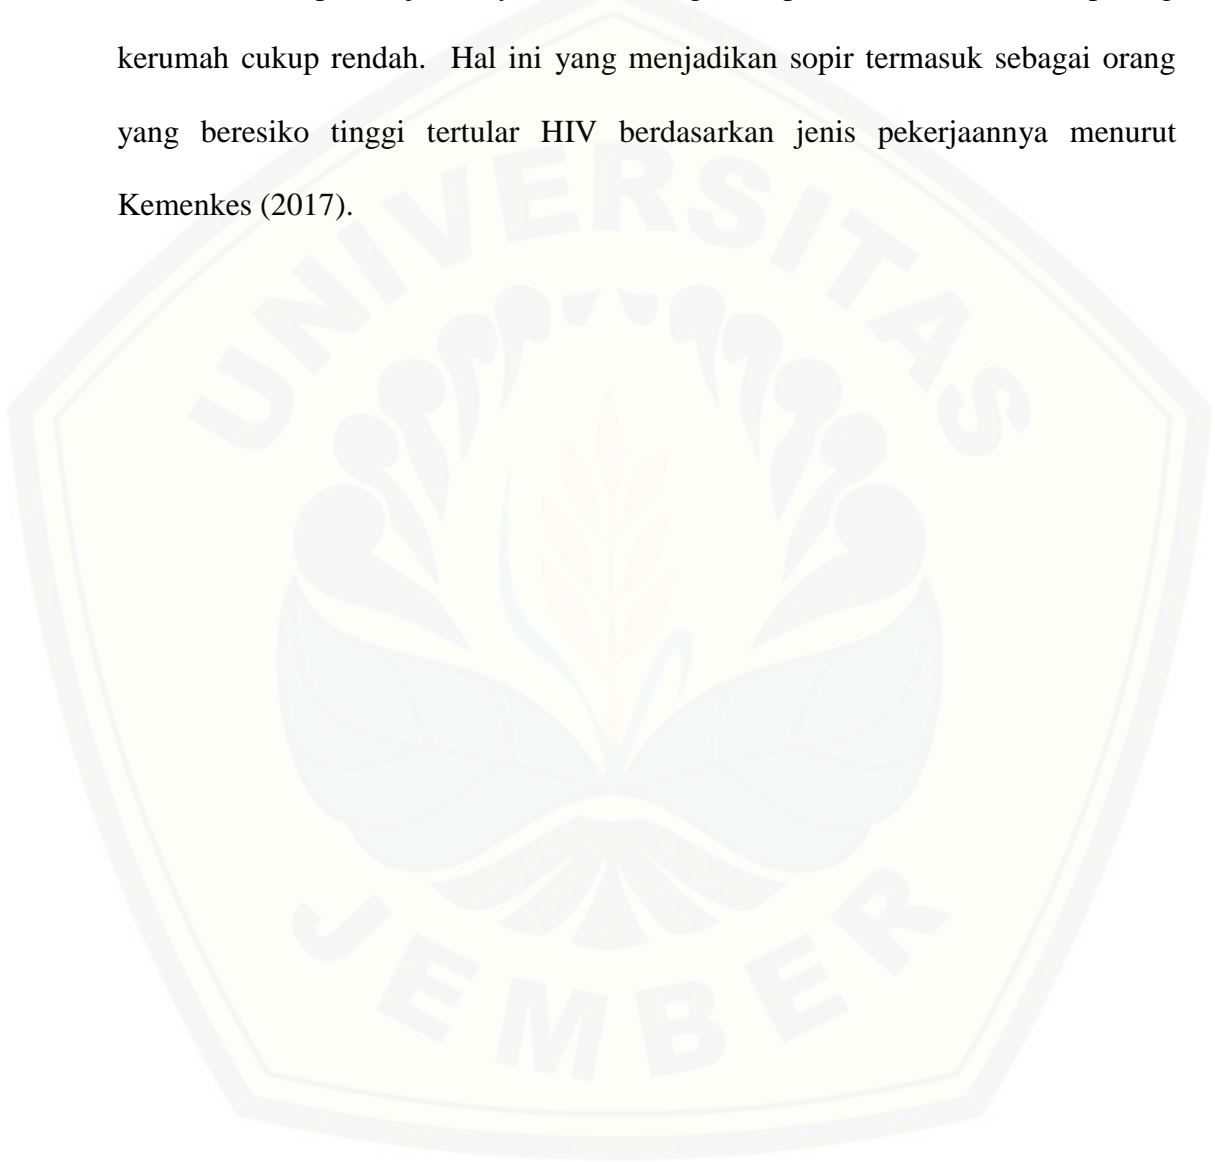 kerumah cukup rendah. Hal ini yang menjadikan sopir termasuk sebagai orang
yang beresiko tinggi tertular HIV berdasarkan jenis pekerjaannya menurut
Kemenkes (2017).
UNIVERSITAS
JEMBER